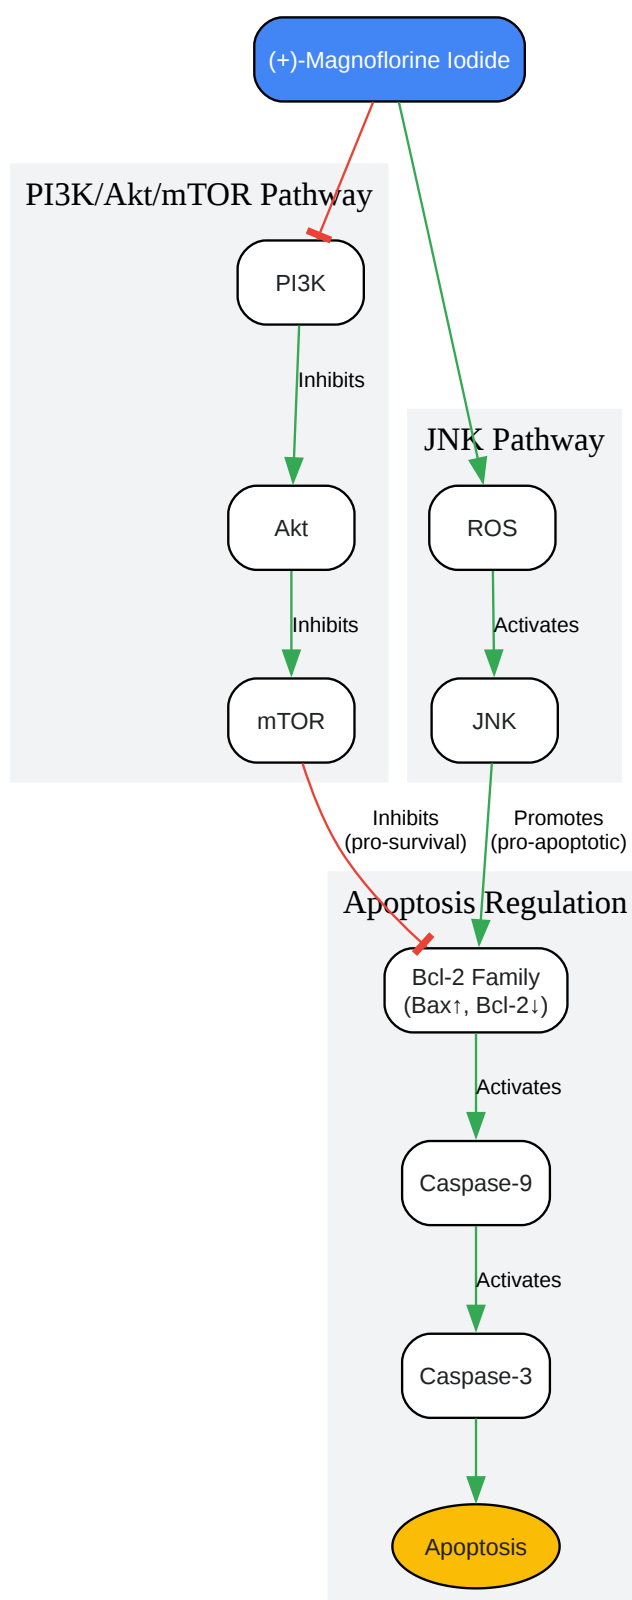 (+)-Magnoflorine Iodide
PI3K/Akt/mTOR Pathway
PI3K
Inhibits
Akt
Inhibits
mTOR
JNK Pathway
ROS
Activates
JNK
Inhibits
(pro-survival)
Promotes
(pro-apoptotic)
Apoptosis Regulation
Bcl-2 Family
(Bax↑, Bcl-2↓)
Activates
Caspase-9
Activates
Caspase-3
Apoptosis